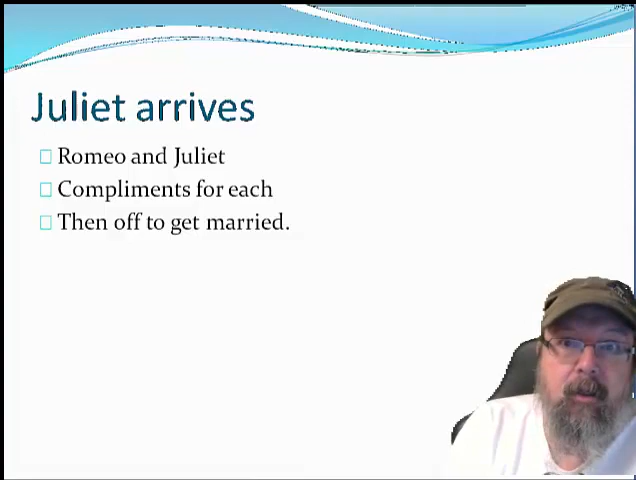 Juliet arrives
Romeo and Juliet
Compliments for each
Then off to get married.